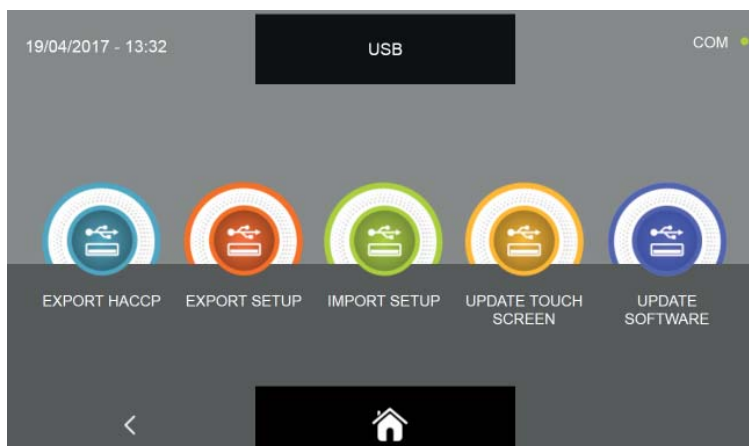 19/04/2017 - 13:32
USB
COM
EXPORT HACCP
EXPORT SETUP
IMPORT SETUP
UPDATE TOUCH
SCREEN
UPDATE
SOFTWARE